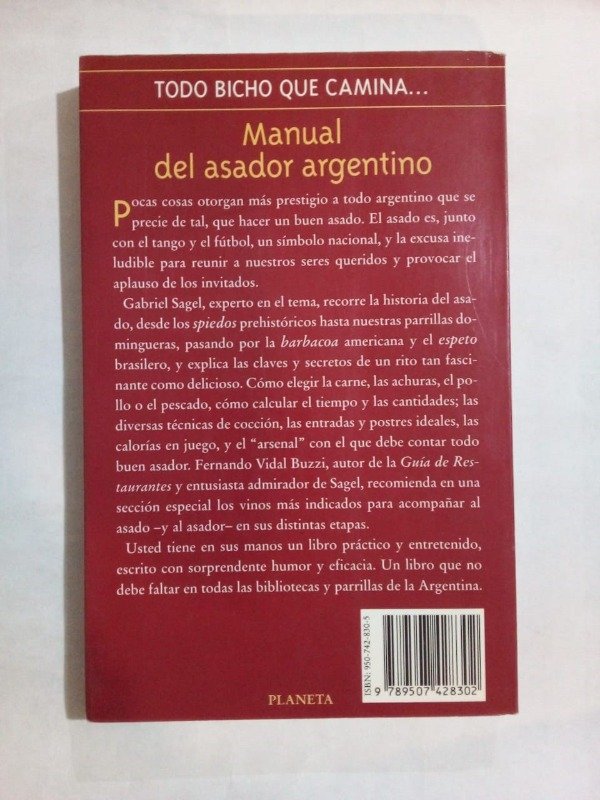 TODO BICHO QUE CAMINA...
Manual
del asador argentino
Pocas cosas otorgan más prestigio a todo argentino que se
precie de tal, que hacer un buen asado. El asado es, junto
con el tango y el fútbol, un símbolo nacional, y la excusa ine-
ludible para reunir a nuestros seres queridos y provocar el
aplauso de los invitados.
Gabriel Sagel, experto en el tema, recorre la historia del asa-
do, desde los spiedos prehistóricos hasta nuestras parrillas do-
mingueras, pasando por la barbacoa americana y el espeto
brasilero, y explica las claves y secretos de un rito tan fasci-
nante como delicioso. Cómo elegir la carne, las achuras, el po-
llo o el pescado, cómo calcular el tiempo y las cantidades; las
diversas técnicas de cocción, las entradas y postres ideales, las
calorías en juego, y el "arsenal" con el que debe contar todo
buen asador. Fernando Vidal Buzzi, autor de la Guía de Res-
taurantes y entusiasta admirador de Sagel, recomienda en una
sección especial los vinos más indicados para acompañar al
asado –y al asador– en sus distintas etapas.
Usted tiene en sus manos un libro práctico y entretenido,
escrito con sorprendente humor y eficacia. Un libro que no
debe faltar en todas las bibliotecas y parrillas de la Argentina.
ISBN: 950-742-830-5
9 789507 428302
PLANETA